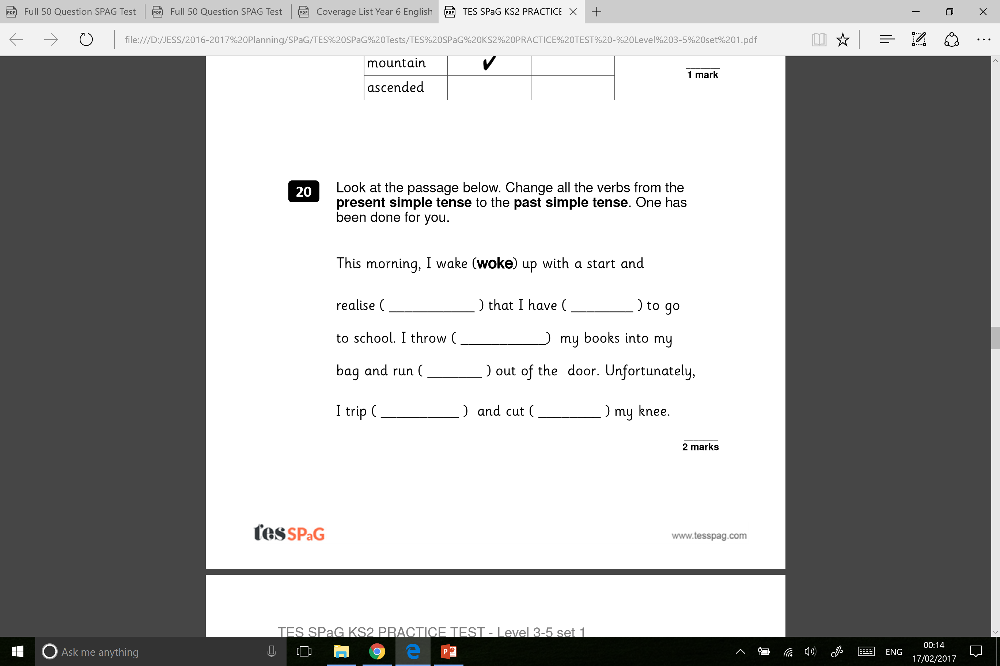 Full 50 Question SPAG Test
Full 50 Question SPAG Test
Coverage List Year 6 English
TES SPaG KS2 PRACTICE
file:///D:/JESS/2016-2017%20Planning/SPaG/TES%20SPaG%20Tests/TES%20SPaG%20KS2%20PRACTICE%20TEST%20-%20Level%203-5%20set%201.pdf
mountain ✔
1 mark
ascended
20 Look at the passage below. Change all the verbs from the
present simple tense to the past simple tense. One has
been done for you.
This morning, I wake (woke) up with a start and
realise ( ___________ ) that I have ( ________ ) to go
to school. I throw ( ___________) my books into my
bag and run ( _______ ) out of the door. Unfortunately,
I trip ( __________ ) and cut ( ________ ) my knee.
2 marks
tes SPaG
www.tesspag.com
TES SPaG KS2 PRACTICE TEST - Level 3-5 set 1
Ask me anything
ENG
00:14
17/02/2017